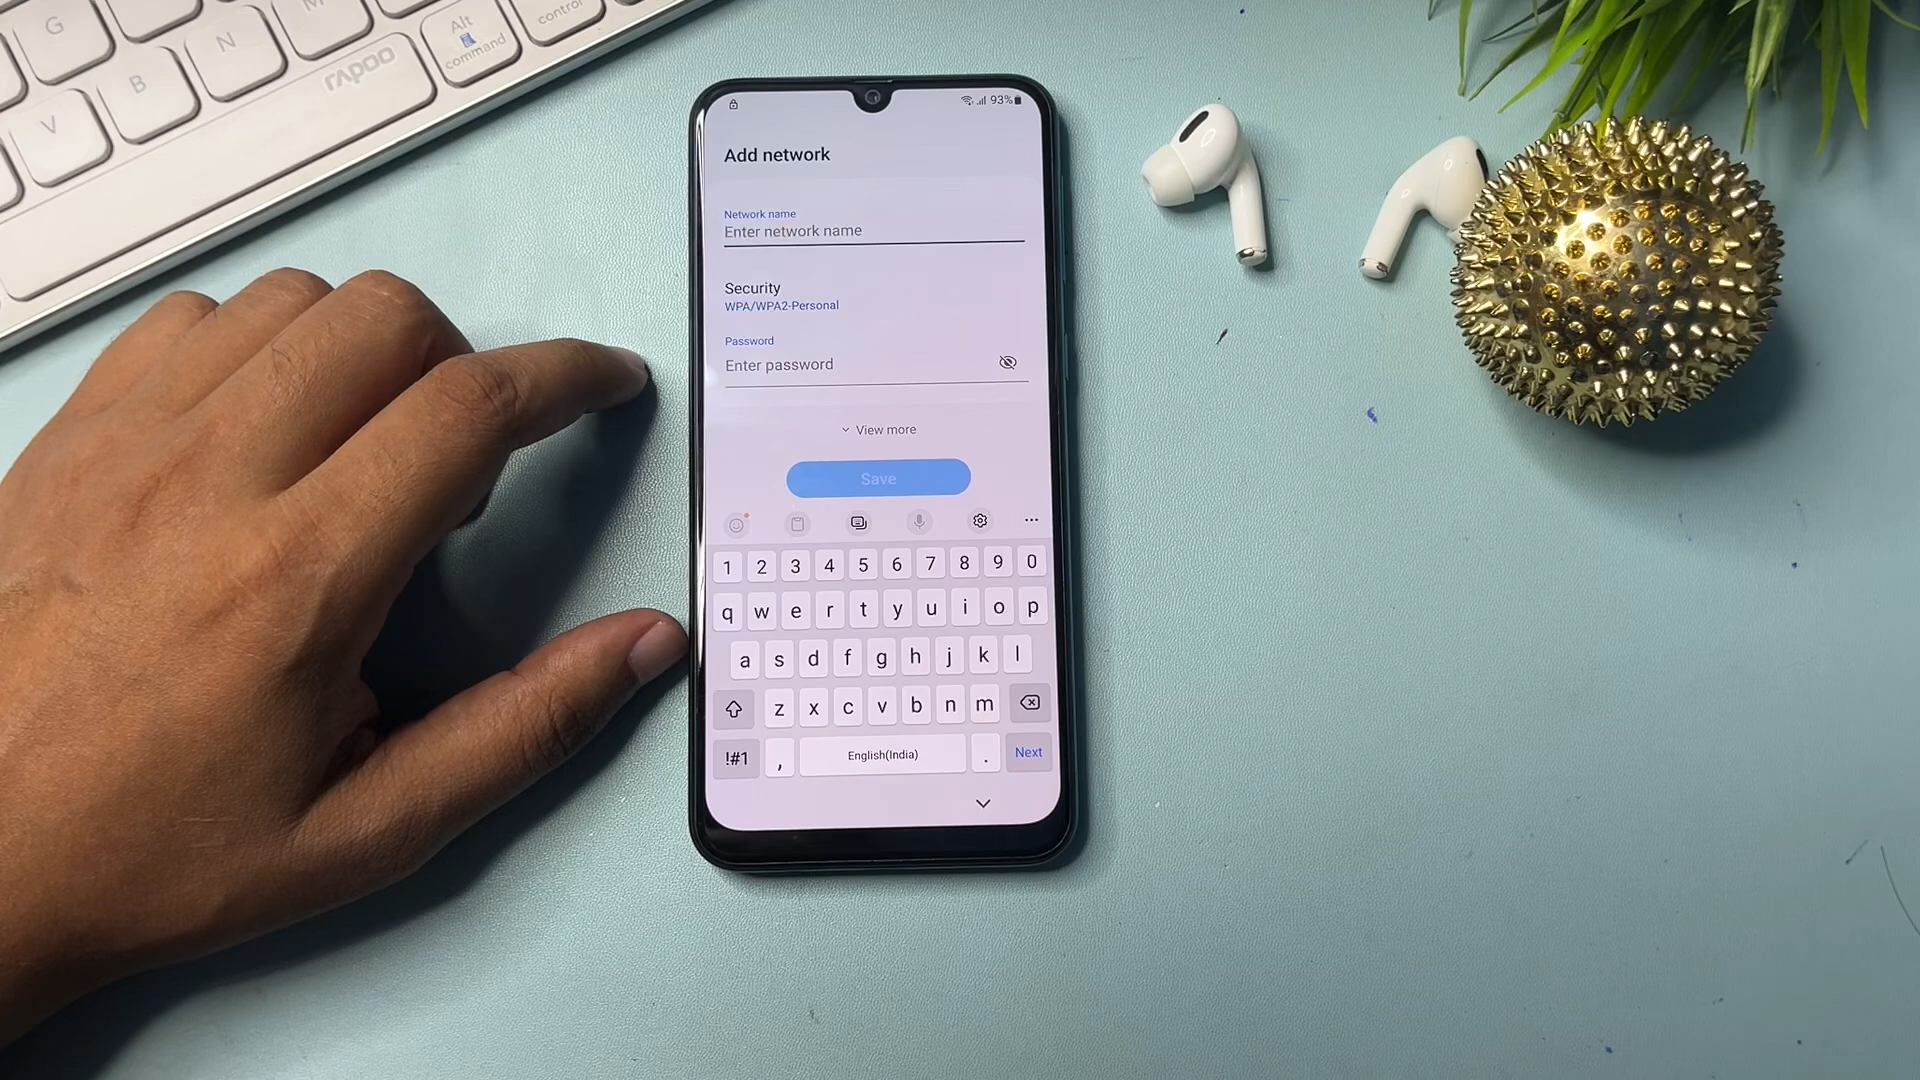 G
M
Alt
command
control
V
B
N
rapoo
93%
Add network
Network name
Enter network name
Security
WPA/WPA2-Personal
Password
Enter password
View more
Save
1 2 3 4 5 6 7 8 9 0
q w e r t y u i o p
a s d f g h j k l
z x c v b n m
!#1 , English(India) . Next